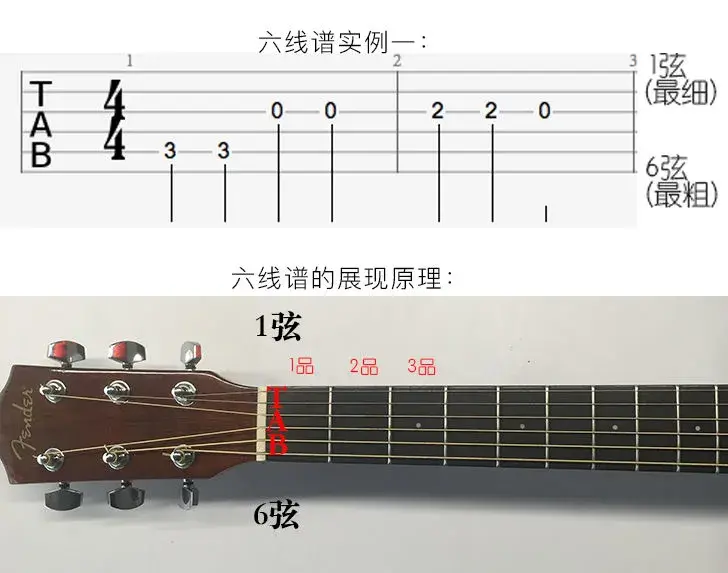 六线谱实例一：
1 2 3
1弦
(最细)
T
A
B
4
4
3 3 0 0 2 2 0
6弦
(最粗)
六线谱的展现原理：
1弦
1品 2品 3品
T
A
B
Fender
6弦